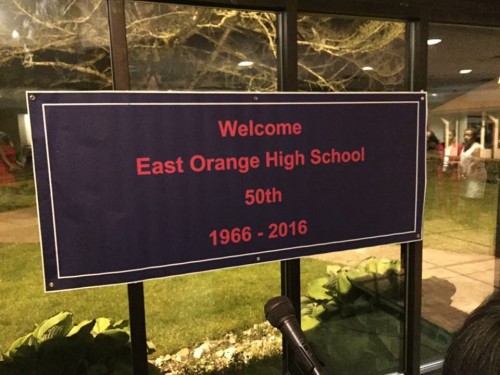 Welcome
East Orange High School
50th
1966 - 2016